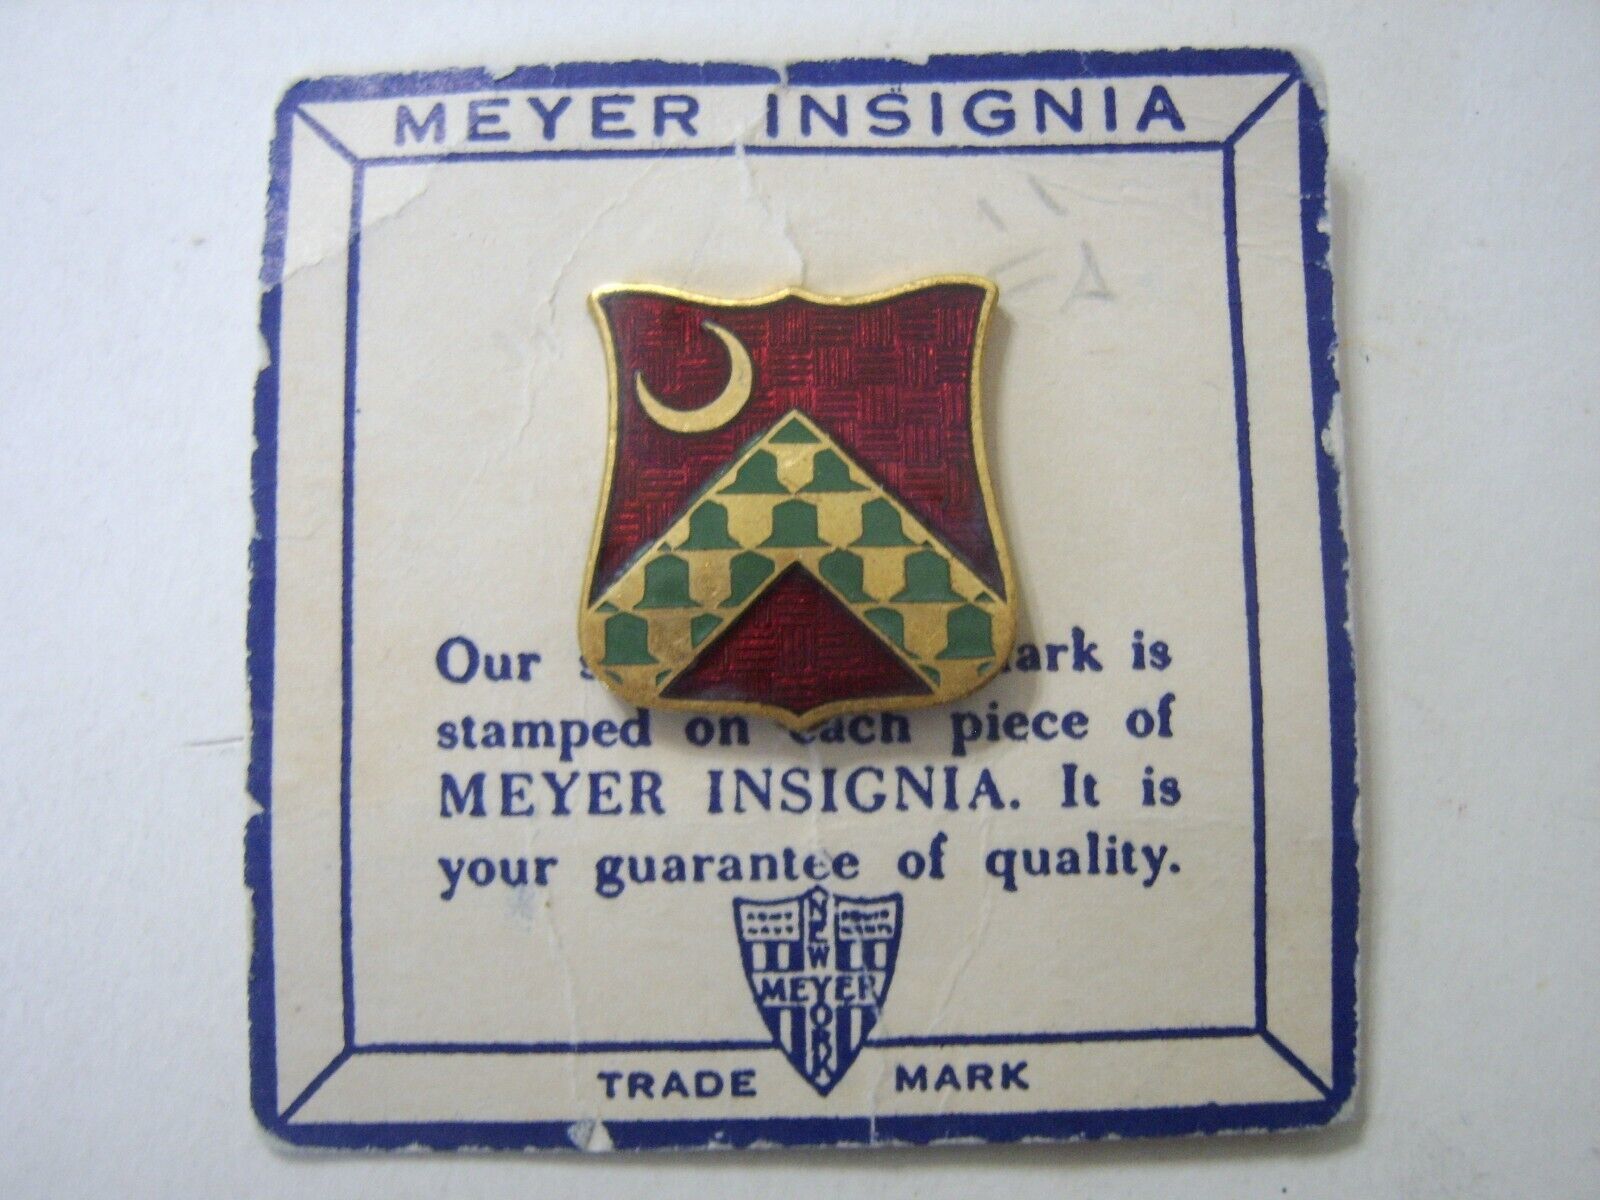 MEYER INSIGNIA
Our ark is
stamped on each piece of
MEYER INSIGNIA. It is
your guarantee of quality.
NEW YORK
MEYER
TRADE MARK